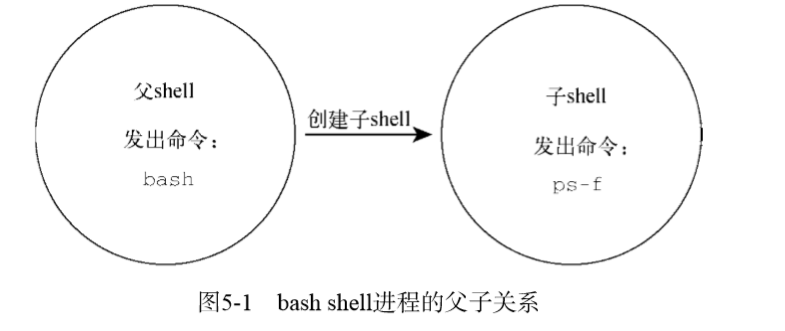 父shell
发出命令：
bash
创建子shell
子shell
发出命令：
ps-f
图5-1 bash shell进程的父子关系